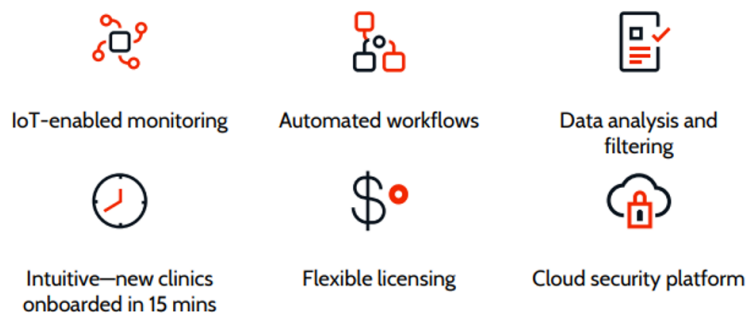 IoT-enabled monitoring
Automated workflows
Data analysis and
filtering
Intuitive—new clinics
onboarded in 15 mins
Flexible licensing
Cloud security platform